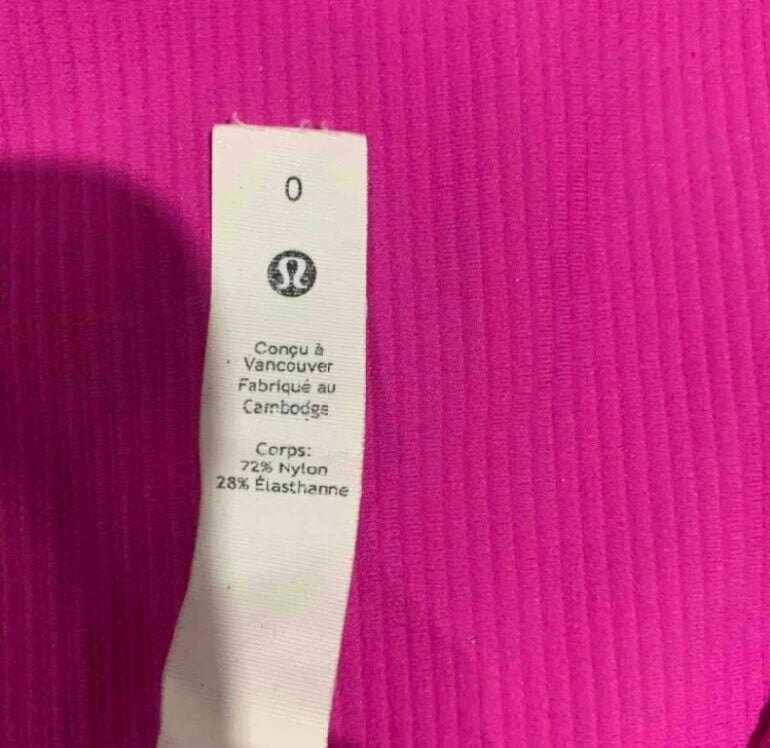 0
Conçu à
Vancouver
Fabriqué au
Cambodge
Corps:
72% Nylon
28% Élasthanne